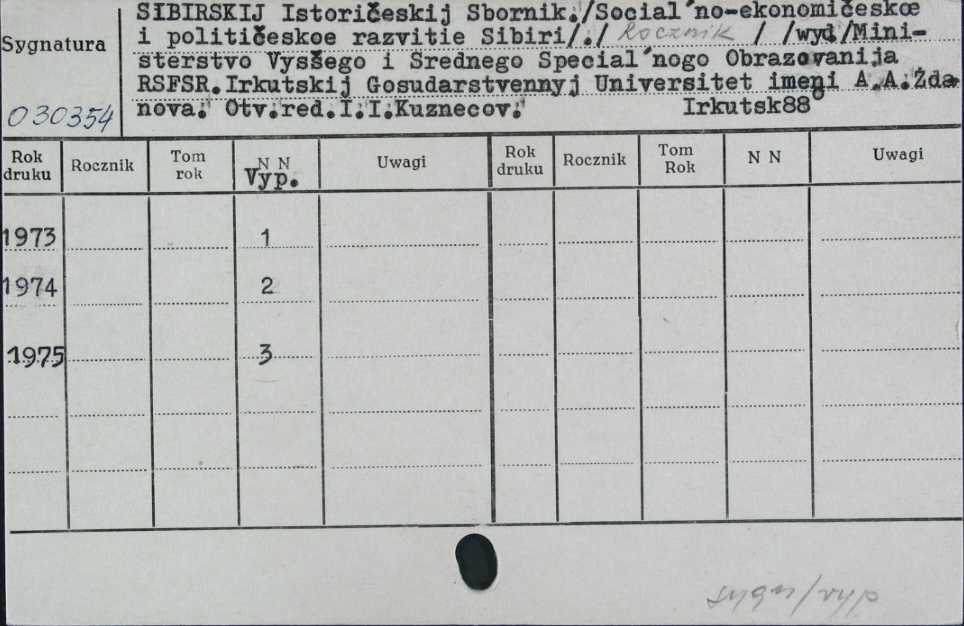 SIBIRSKIJ Istoričeskij Sbornik./Social'no-ekonomičeskoe
i političeskoe razvitie Sibiri/./ Rocznik / /wyd/Mini-
Sygnatura
sterstvo Vysšego i Srednego Special'nogo Obrazovanija
RSFSR.Irkutskij Gosudarstvennyj Universitet imeni A.A.Žda
030354
nova. Otv.red.I.I.Kuznecov. Irkutsk88°
Rok druku Rocznik Tom rok N N Vyp. Uwagi Rok druku Rocznik Tom Rok N N Uwagi
1973 1
1974 2
1975 3
sygn/ryp